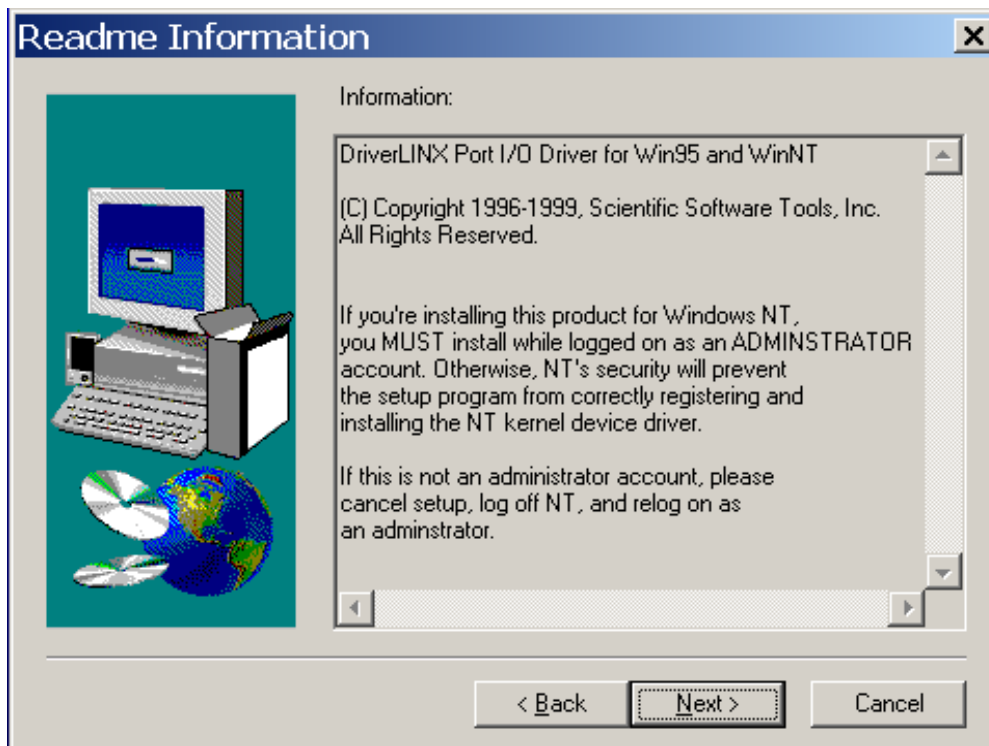 Readme Information
Information:
DriverLINX Port I/O Driver for Win95 and WinNT
(C) Copyright 1996-1999, Scientific Software Tools, Inc.
All Rights Reserved.
If you're installing this product for Windows NT,
you MUST install while logged on as an ADMINSTRATOR
account. Otherwise, NT's security will prevent
the setup program from correctly registering and
installing the NT kernel device driver.
If this is not an administrator account, please
cancel setup, log off NT, and relog on as
an adminstrator.
< Back
Next >
Cancel